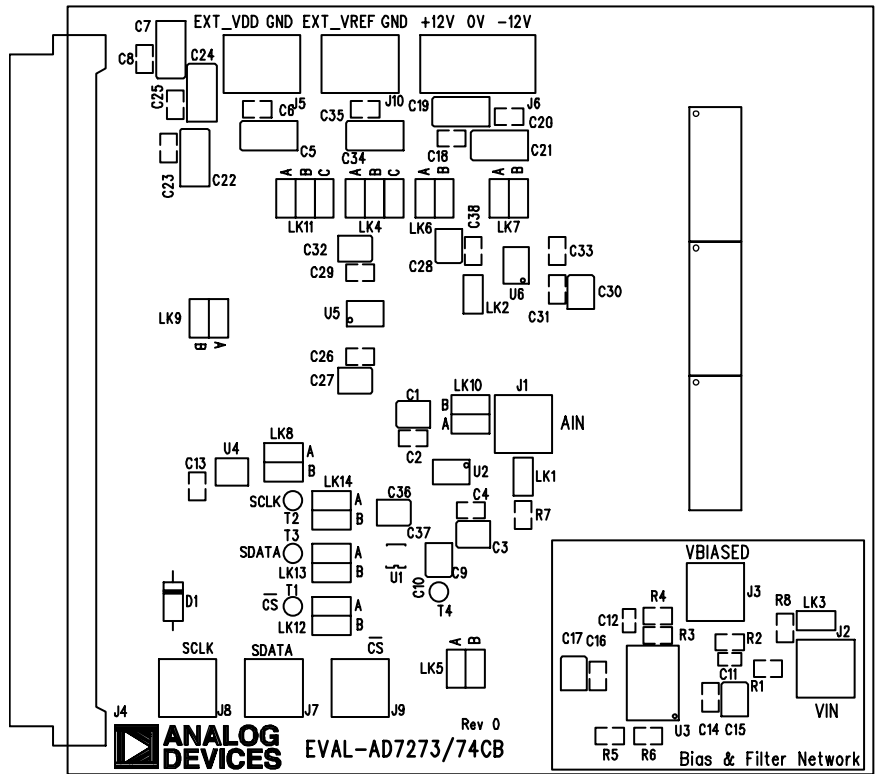 EXT_VDD GND EXT_VREF GND +12V 0V -12V
C7
C8
C24
C25
C23
C22
J5
C6
C5
J10
C35
C34
C19
J6
C20
C18
C21
A B C
LK11
A B C
LK4
A B
LK6
A B
LK7
C38
C32
C29
C28
U6
C33
C31
C30
LK2
U5
LK9
B A
C26
C27
C1
C2
LK10
B
A
J1
AIN
LK8
A
B
U4
C13
U2
LK1
LK14
A
B
SCLK
T2
C36
C37
C4
C3
R7
T3
SDATA
LK13
A
B
U1
C9
C10
T4
T1
CS
LK12
A
B
D1
LK5
A B
SCLK
J8
SDATA
J7
CS
J9
J4
ANALOG
DEVICES
Rev 0
EVAL-AD7273/74CB
VBIASED
J3
R4
R3
C12
C17
C16
U3
R5
R6
R2
C11
R1
C14
C15
R8
LK3
J2
VIN
Bias & Filter Network